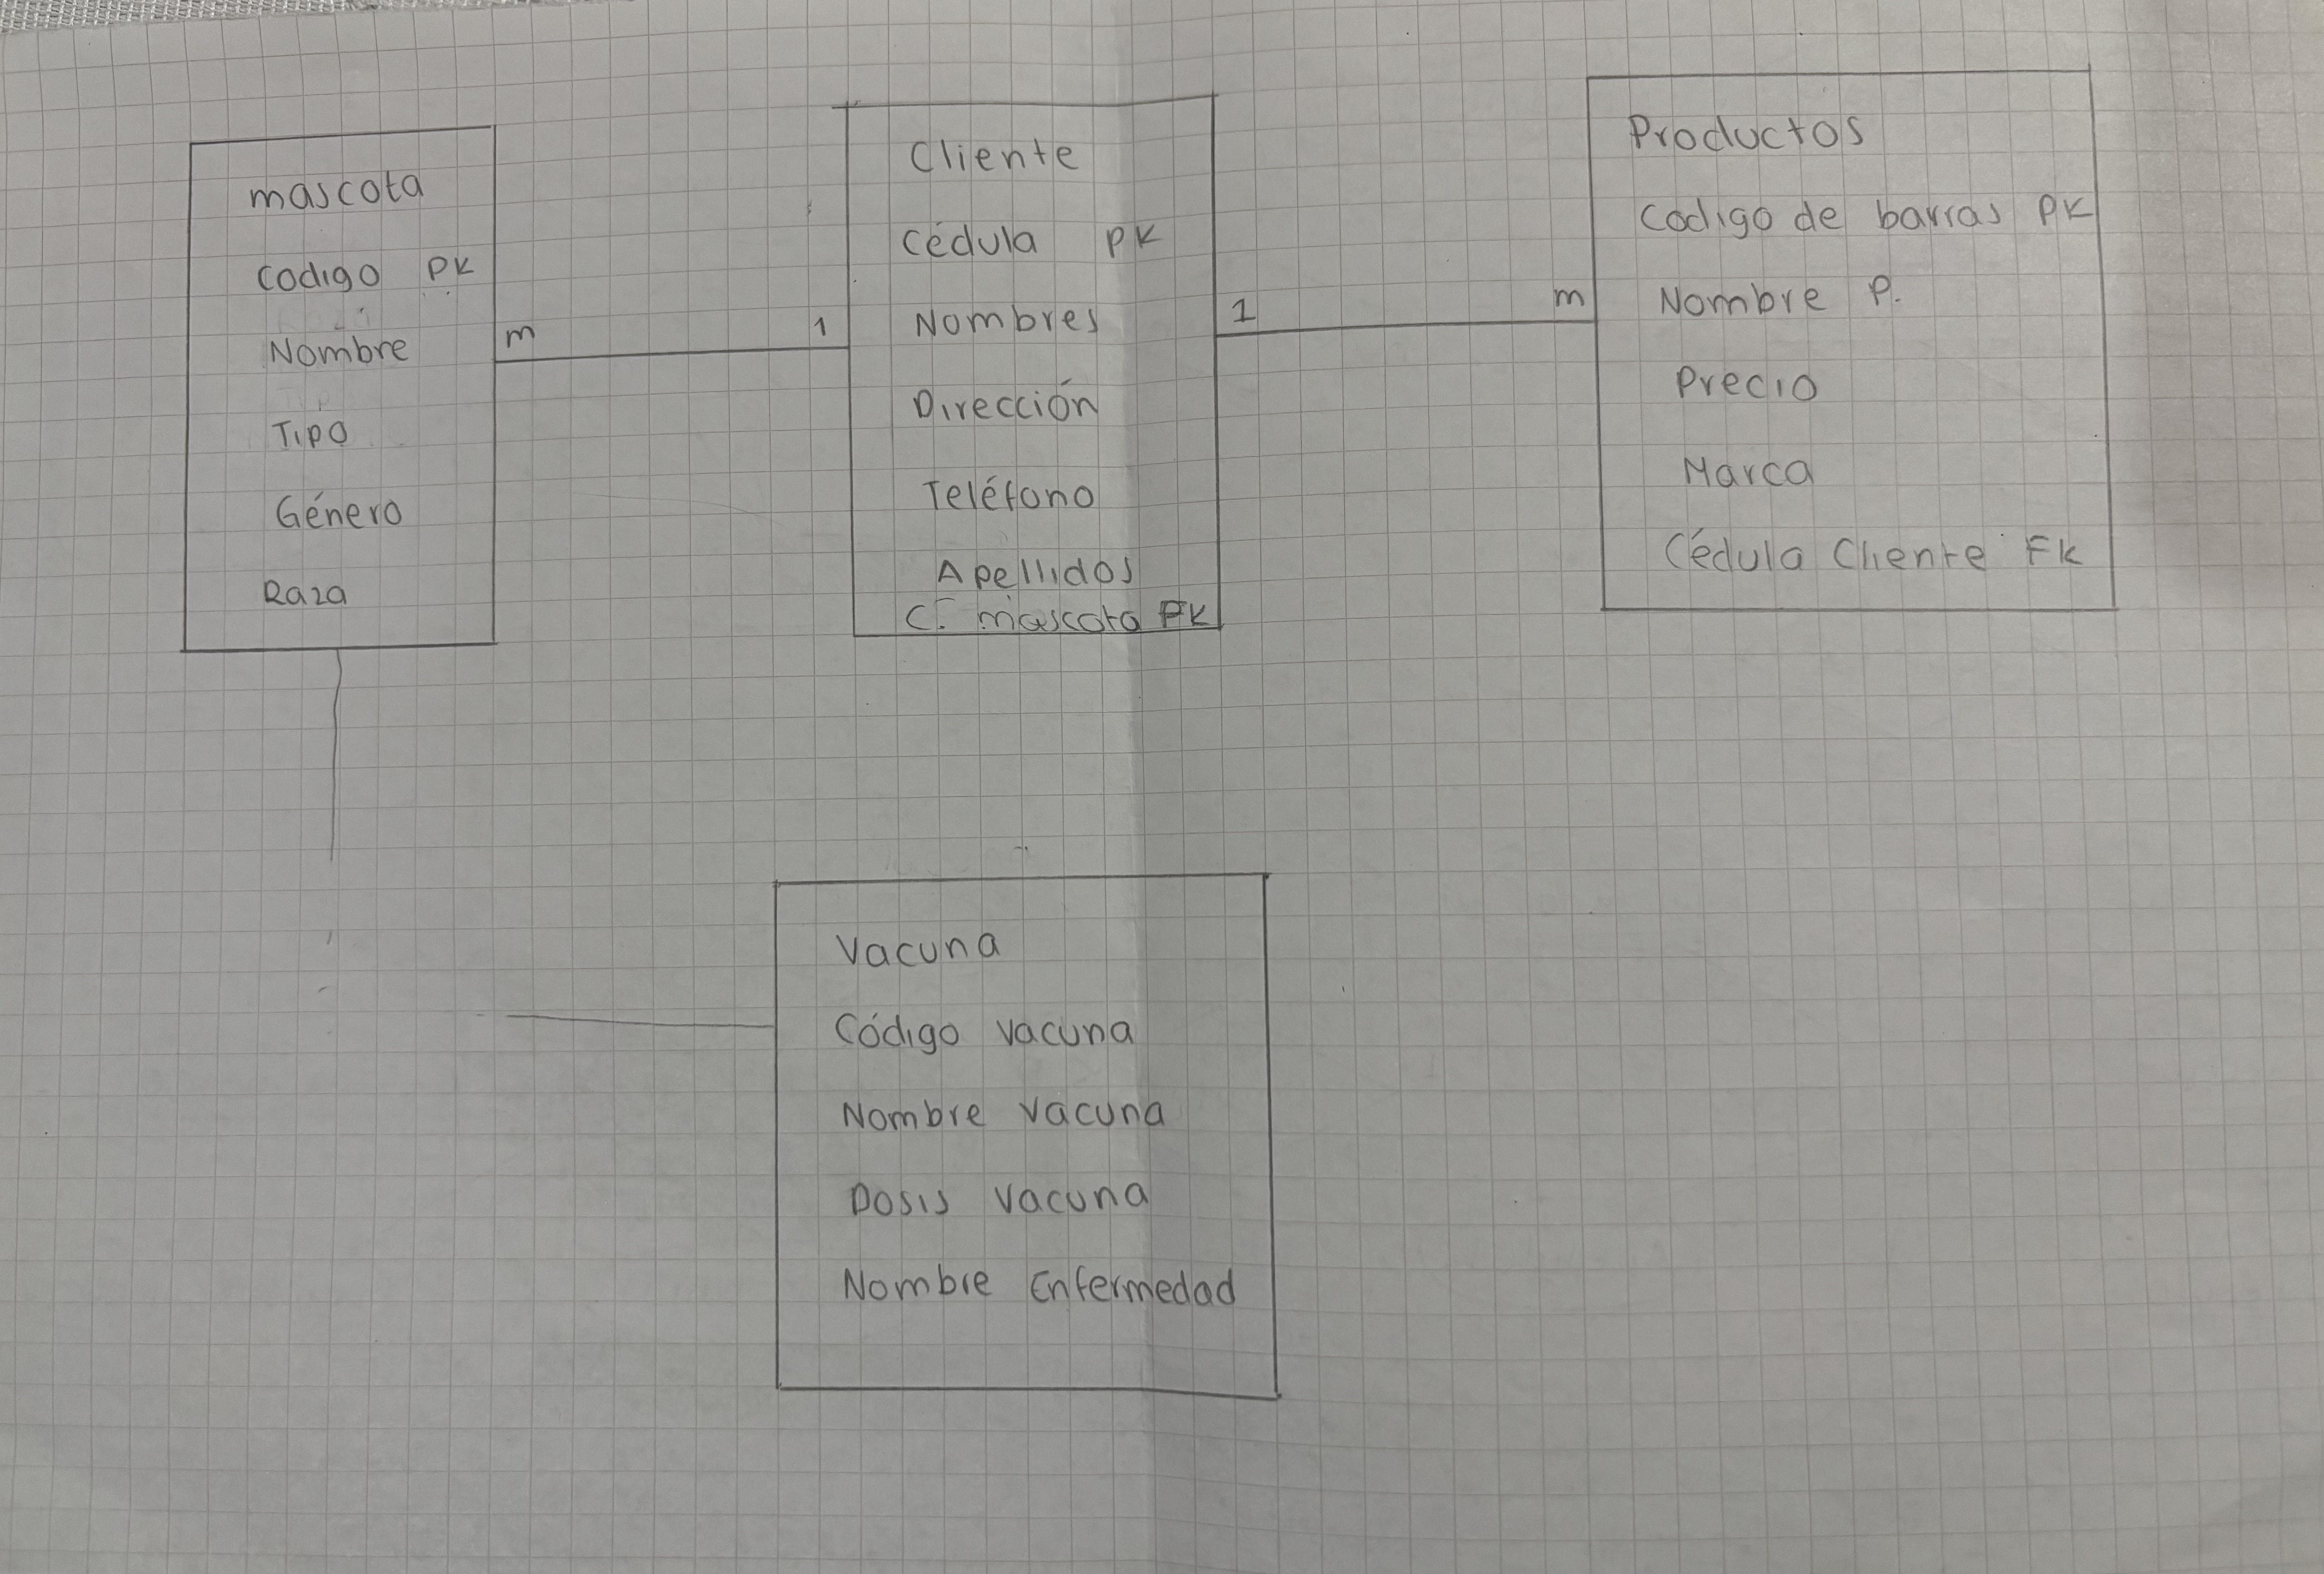 mascota
Codigo PK
Nombre
Tipo
Género
Raza
m 1
Cliente
Cédula PK
Nombres
Dirección
Teléfono
Apellidos
C. mascota FK
1 m
Productos
Codigo de barras PK
Nombre P.
Precio
Marca
Cédula Cliente FK
Vacuna
Código vacuna
Nombre vacuna
Dosis vacuna
Nombre Enfermedad